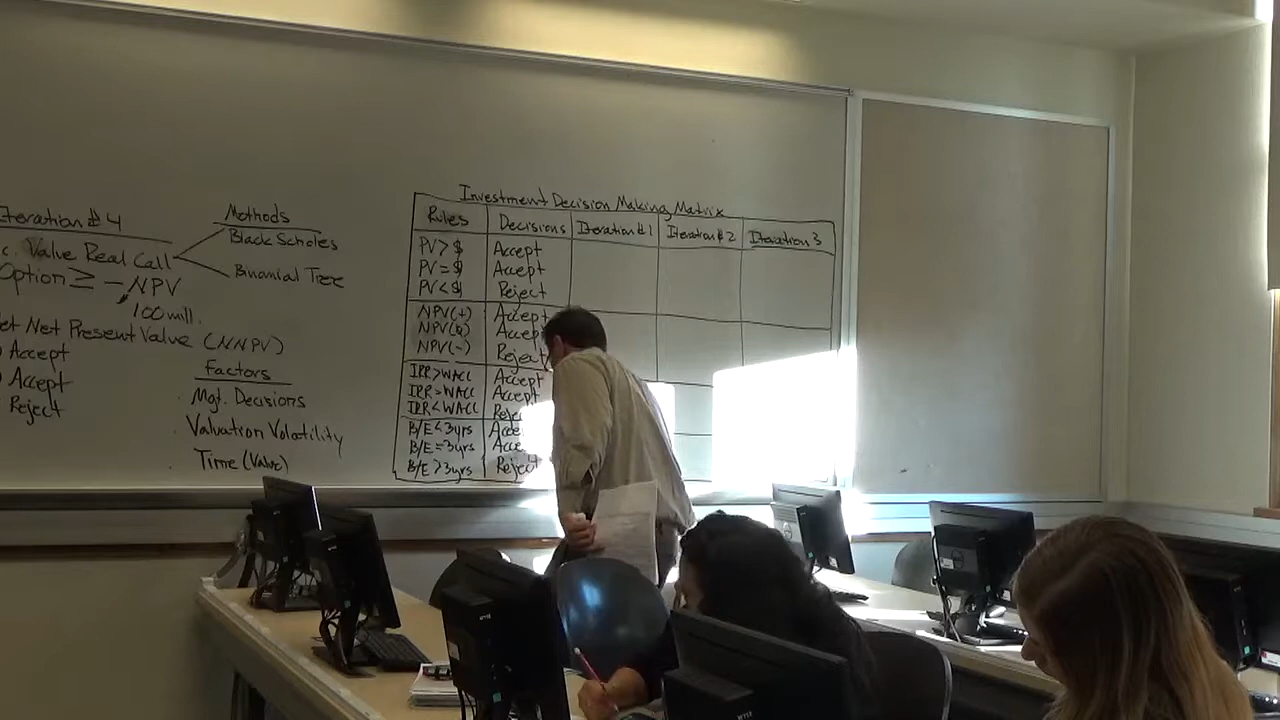 Iteration # 4
c. Value Real Call
Option ≥ - NPV
100 mill.
Net Present Value (NNPV)
Accept
Accept
Reject
Methods
Black Scholes
Binomial Tree
Factors
Mgt. Decisions
Valuation Volatility
Time (Value)
Investment Decision Making Matrix
Rules Decisions Iteration # 1 Iteration # 2 Iteration 3
PV > $ Accept
PV = $ Accept
PV < $ Reject
NPV (+) Accept
NPV (0) Accept
NPV (-) Reject
IRR > WACC Accept
IRR = WACC Accept
IRR < WACC Reject
B/E < 3yrs
B/E = 3yrs
B/E > 3yrs Reject